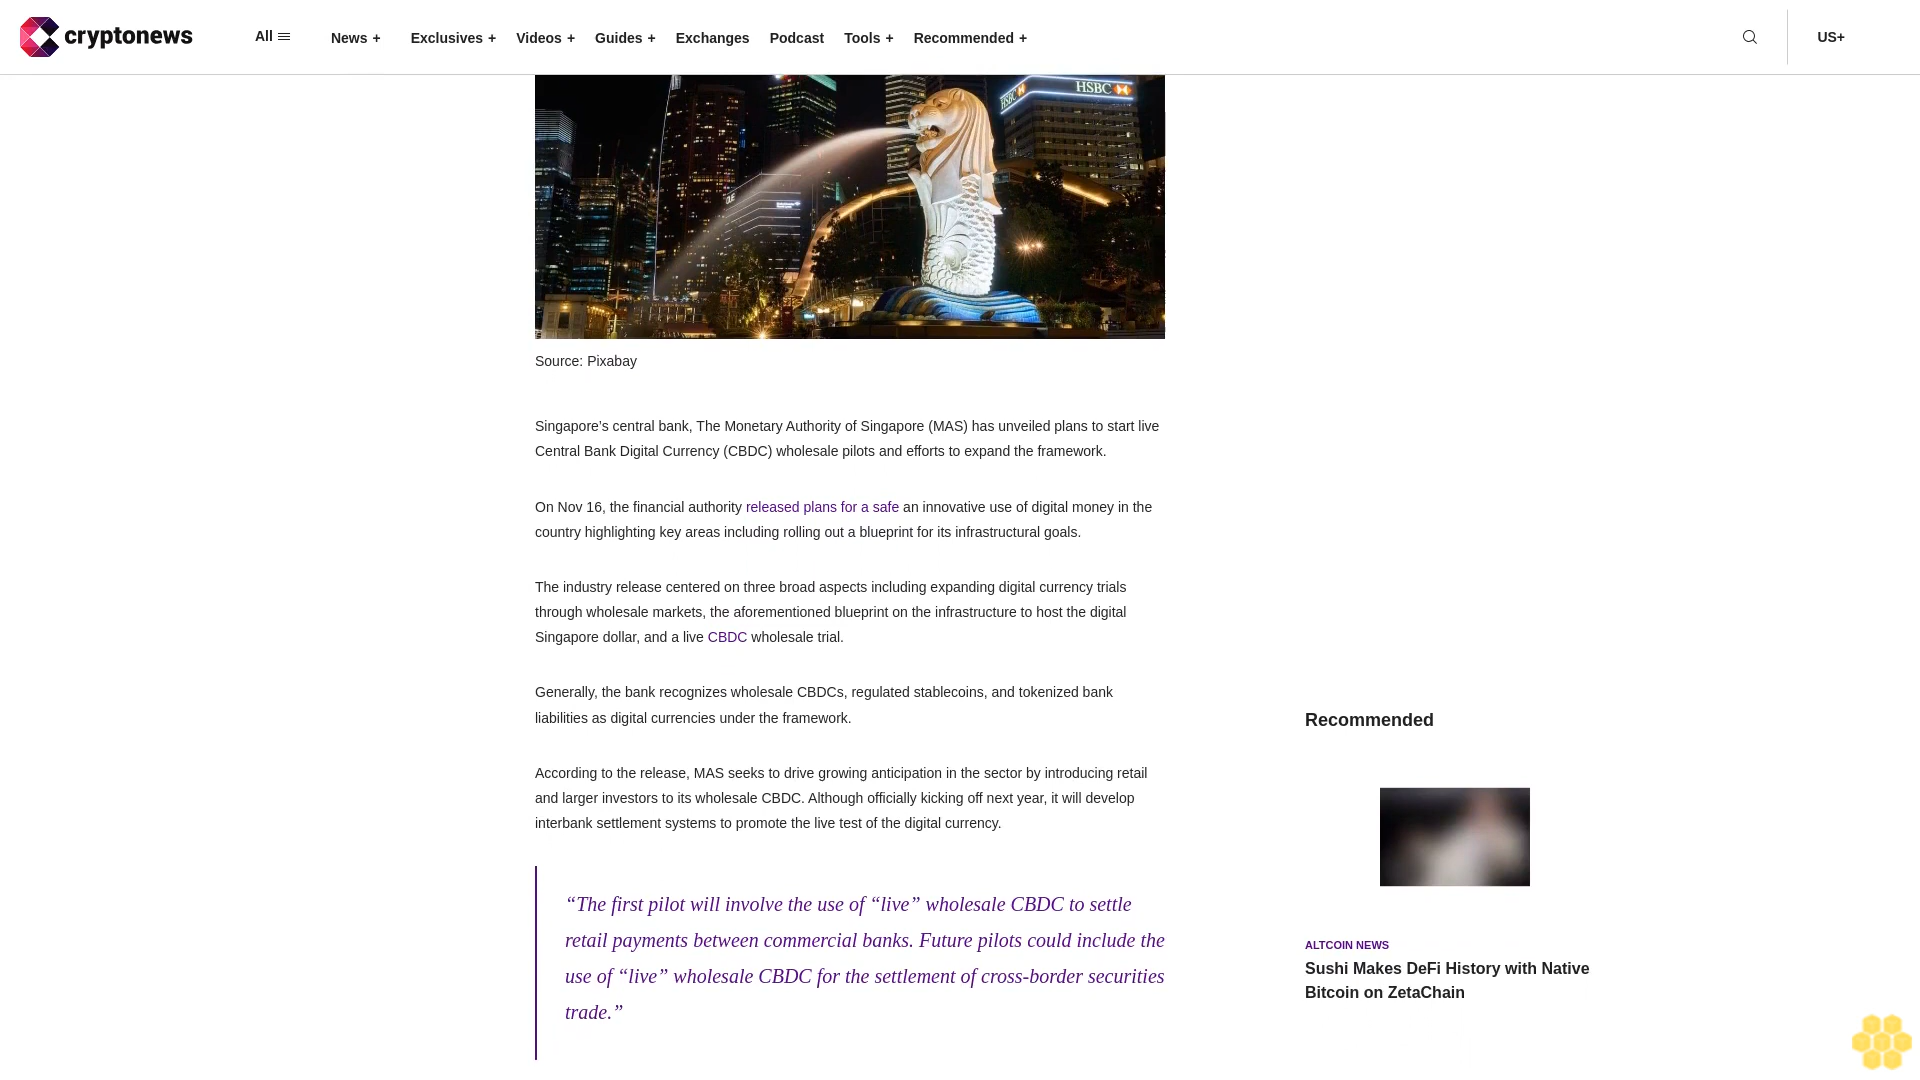 cryptonews
All
News +
Exclusives +
Videos +
Guides +
Exchanges
Podcast
Tools +
Recommended +
US+
HSBC
HSBC
Source: Pixabay
Singapore’s central bank, The Monetary Authority of Singapore (MAS) has unveiled plans to start live
Central Bank Digital Currency (CBDC) wholesale pilots and efforts to expand the framework.
On Nov 16, the financial authority released plans for a safe an innovative use of digital money in the
country highlighting key areas including rolling out a blueprint for its infrastructural goals.
The industry release centered on three broad aspects including expanding digital currency trials
through wholesale markets, the aforementioned blueprint on the infrastructure to host the digital
Singapore dollar, and a live CBDC wholesale trial.
Generally, the bank recognizes wholesale CBDCs, regulated stablecoins, and tokenized bank
liabilities as digital currencies under the framework.
According to the release, MAS seeks to drive growing anticipation in the sector by introducing retail
and larger investors to its wholesale CBDC. Although officially kicking off next year, it will develop
interbank settlement systems to promote the live test of the digital currency.
“The first pilot will involve the use of “live” wholesale CBDC to settle
retail payments between commercial banks. Future pilots could include the
use of “live” wholesale CBDC for the settlement of cross-border securities
trade.”
Recommended
ALTCOIN NEWS
Sushi Makes DeFi History with Native
Bitcoin on ZetaChain